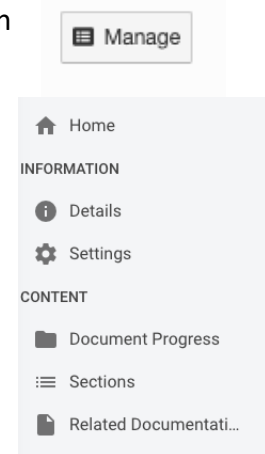 n
Manage
Home
INFORMATION
Details
Settings
CONTENT
Document Progress
Sections
Related Documentati...